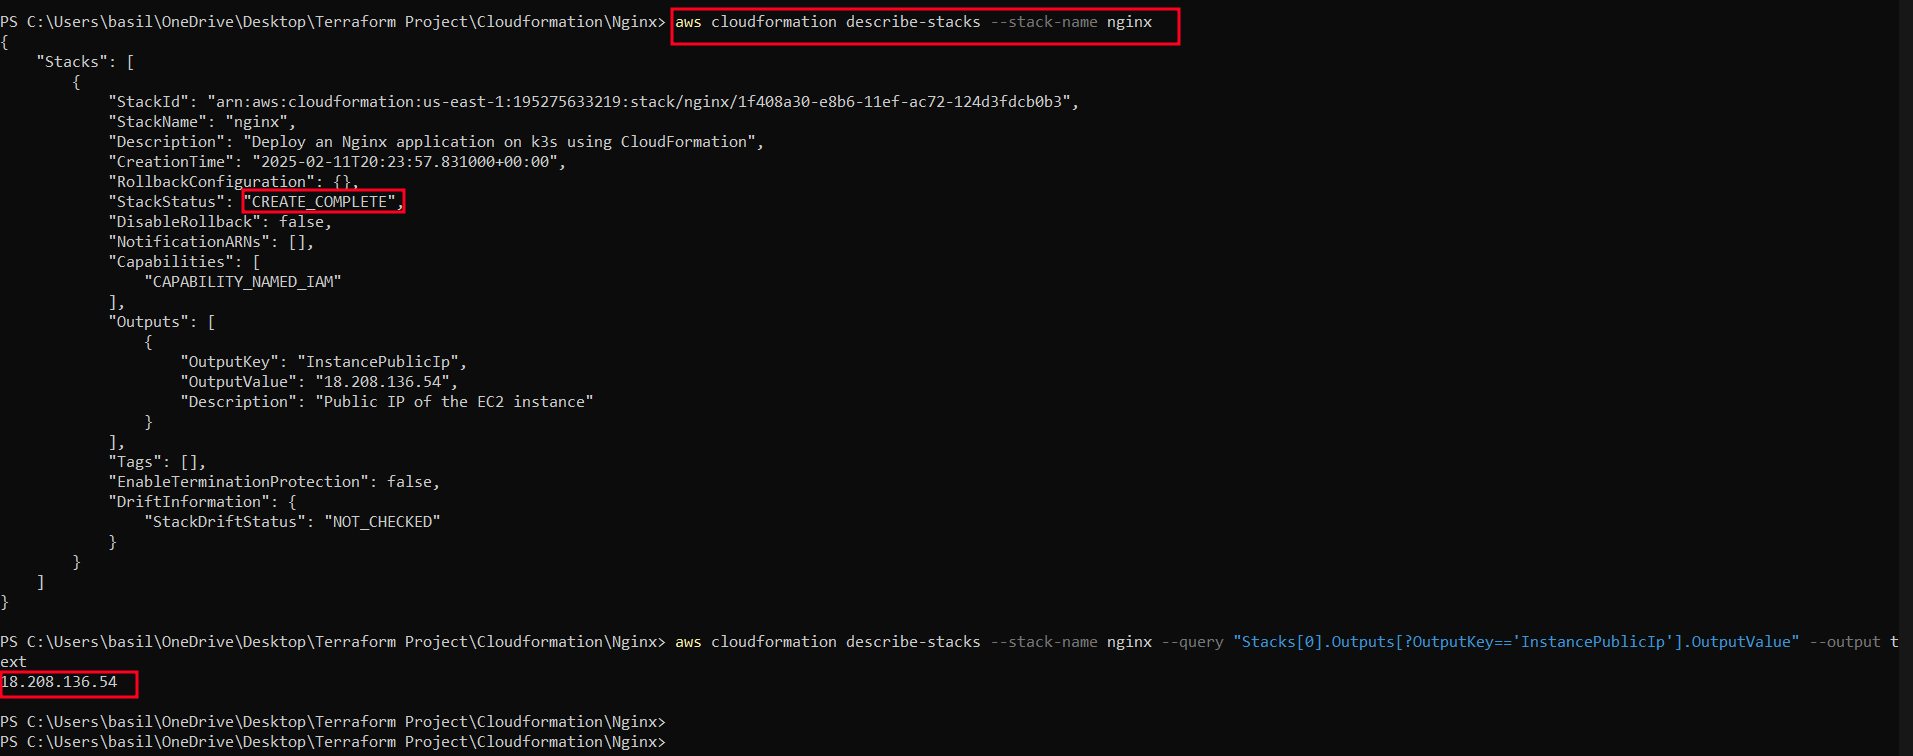 PS C:\Users\basil\OneDrive\Desktop\Terraform Project\Cloudformation\Nginx> aws cloudformation describe-stacks --stack-name nginx
{
    "Stacks": [
        {
            "StackId": "arn:aws:cloudformation:us-east-1:195275633219:stack/nginx/1f408a30-e8b6-11ef-ac72-124d3fdcb0b3",
            "StackName": "nginx",
            "Description": "Deploy an Nginx application on k3s using CloudFormation",
            "CreationTime": "2025-02-11T20:23:57.831000+00:00",
            "RollbackConfiguration": {},
            "StackStatus": "CREATE_COMPLETE",
            "DisableRollback": false,
            "NotificationARNs": [],
            "Capabilities": [
                "CAPABILITY_NAMED_IAM"
            ],
            "Outputs": [
                {
                    "OutputKey": "InstancePublicIp",
                    "OutputValue": "18.208.136.54",
                    "Description": "Public IP of the EC2 instance"
                }
            ],
            "Tags": [],
            "EnableTerminationProtection": false,
            "DriftInformation": {
                "StackDriftStatus": "NOT_CHECKED"
            }
        }
    ]
}
PS C:\Users\basil\OneDrive\Desktop\Terraform Project\Cloudformation\Nginx> aws cloudformation describe-stacks --stack-name nginx --query "Stacks[0].Outputs[?OutputKey=='InstancePublicIp'].OutputValue" --output t
ext
18.208.136.54
PS C:\Users\basil\OneDrive\Desktop\Terraform Project\Cloudformation\Nginx>
PS C:\Users\basil\OneDrive\Desktop\Terraform Project\Cloudformation\Nginx>